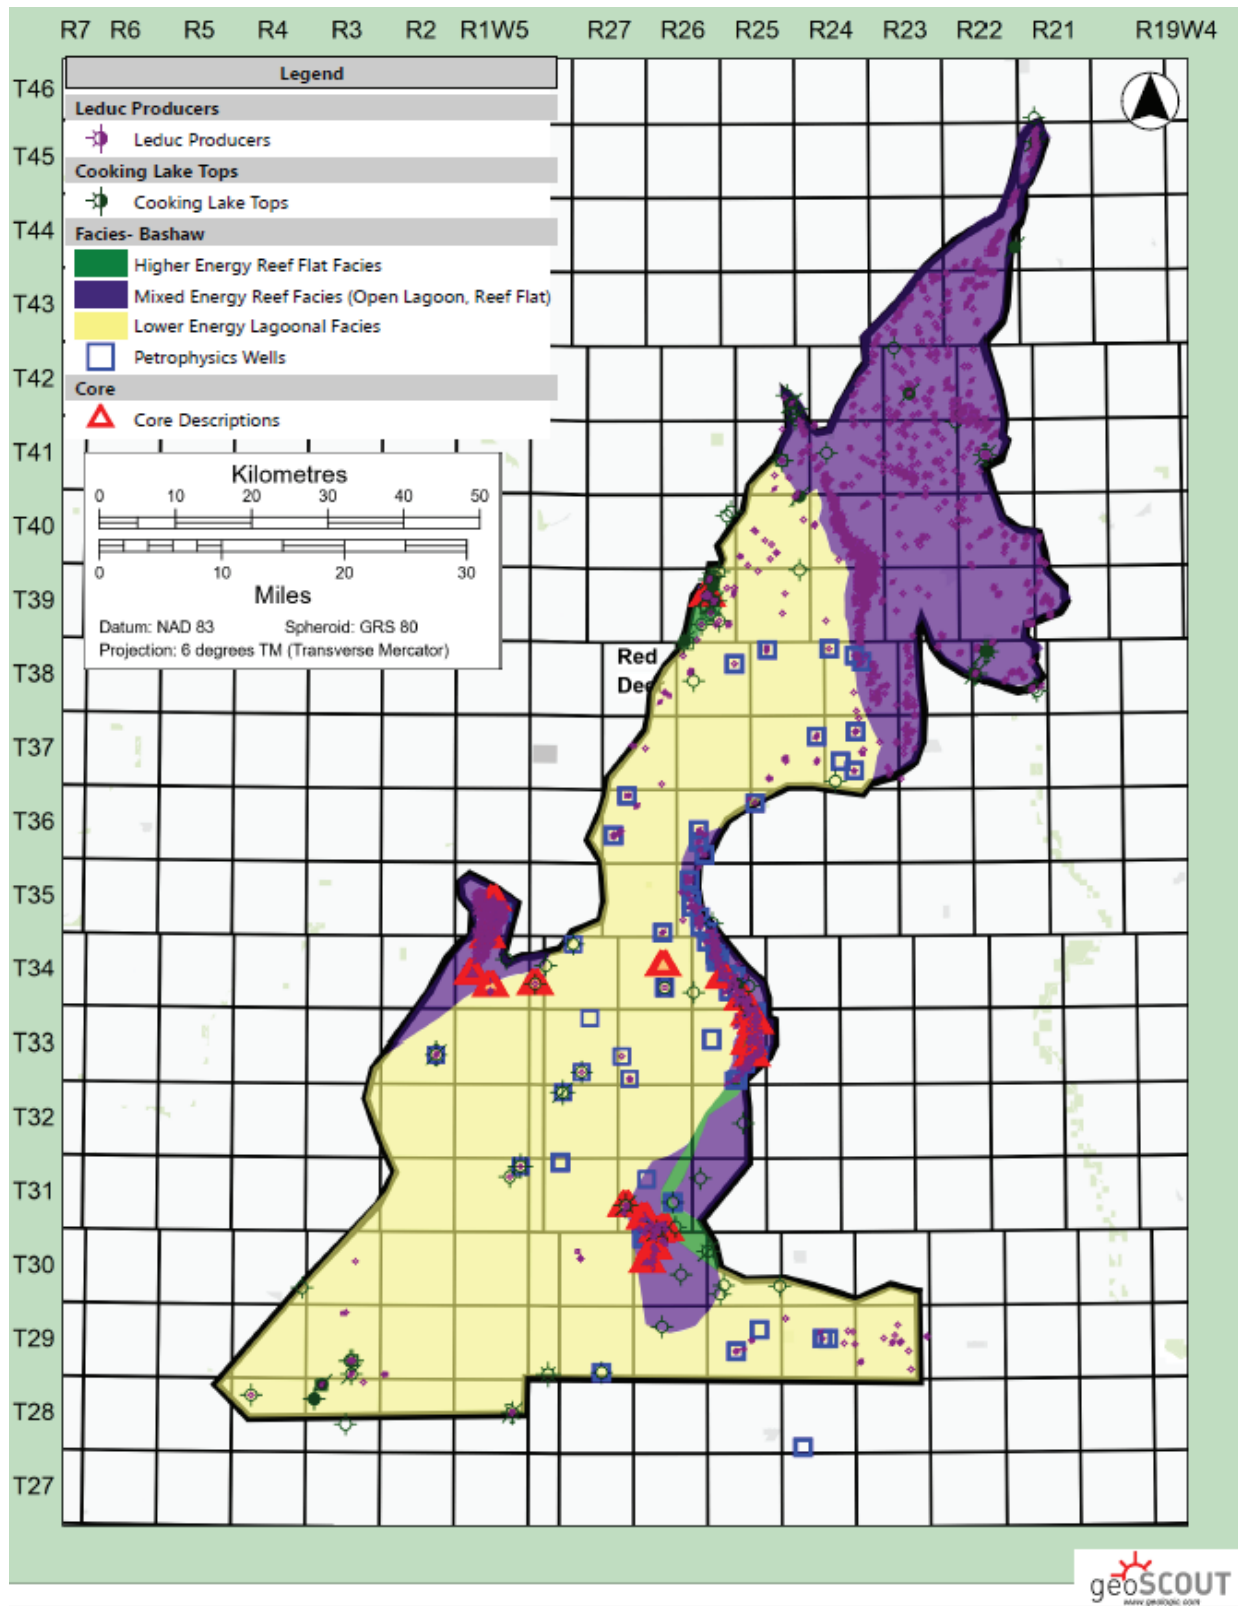 R7 R6 R5 R4 R3 R2 R1W5 R27 R26 R25 R24 R23 R22 R21 R19W4
Legend
Leduc Producers
Leduc Producers
Cooking Lake Tops
Cooking Lake Tops
Facies- Bashaw
Higher Energy Reef Flat Facies
Mixed Energy Reef Facies (Open Lagoon, Reef Flat)
Lower Energy Lagoonal Facies
Petrophysics Wells
Core
Core Descriptions
T46
T45
T44
T43
T42
T41
T40
T39
T38
T37
T36
T35
T34
T33
T32
T31
T30
T29
T28
T27
Kilometres
0 10 20 30 40 50
0 10 20 30
Miles
Datum: NAD 83 Spheroid: GRS 80
Projection: 6 degrees TM (Transverse Mercator)
Red
Dee
geoSCOUT
www.geologic.com